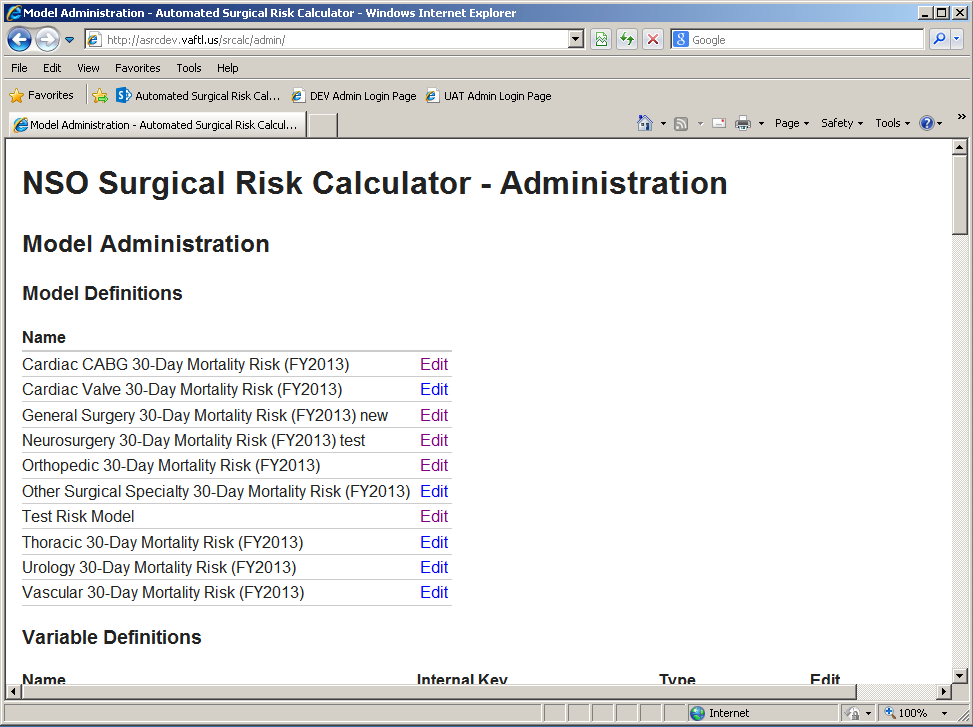 Model Administration - Automated Surgical Risk Calculator - Windows Internet Explorer
http://asrcdev.vaftl.us/srcalc/admin/
Google
File Edit View Favorites Tools Help
Favorites Automated Surgical Risk Cal... DEV Admin Login Page UAT Admin Login Page
Model Administration - Automated Surgical Risk Calcul... Page Safety Tools »
NSO Surgical Risk Calculator - Administration
Model Administration
Model Definitions
Name
Cardiac CABG 30-Day Mortality Risk (FY2013) Edit
Cardiac Valve 30-Day Mortality Risk (FY2013) Edit
General Surgery 30-Day Mortality Risk (FY2013) new Edit
Neurosurgery 30-Day Mortality Risk (FY2013) test Edit
Orthopedic 30-Day Mortality Risk (FY2013) Edit
Other Surgical Specialty 30-Day Mortality Risk (FY2013) Edit
Test Risk Model Edit
Thoracic 30-Day Mortality Risk (FY2013) Edit
Urology 30-Day Mortality Risk (FY2013) Edit
Vascular 30-Day Mortality Risk (FY2013) Edit
Variable Definitions
Name Internal Key Type Edit
Internet 100%